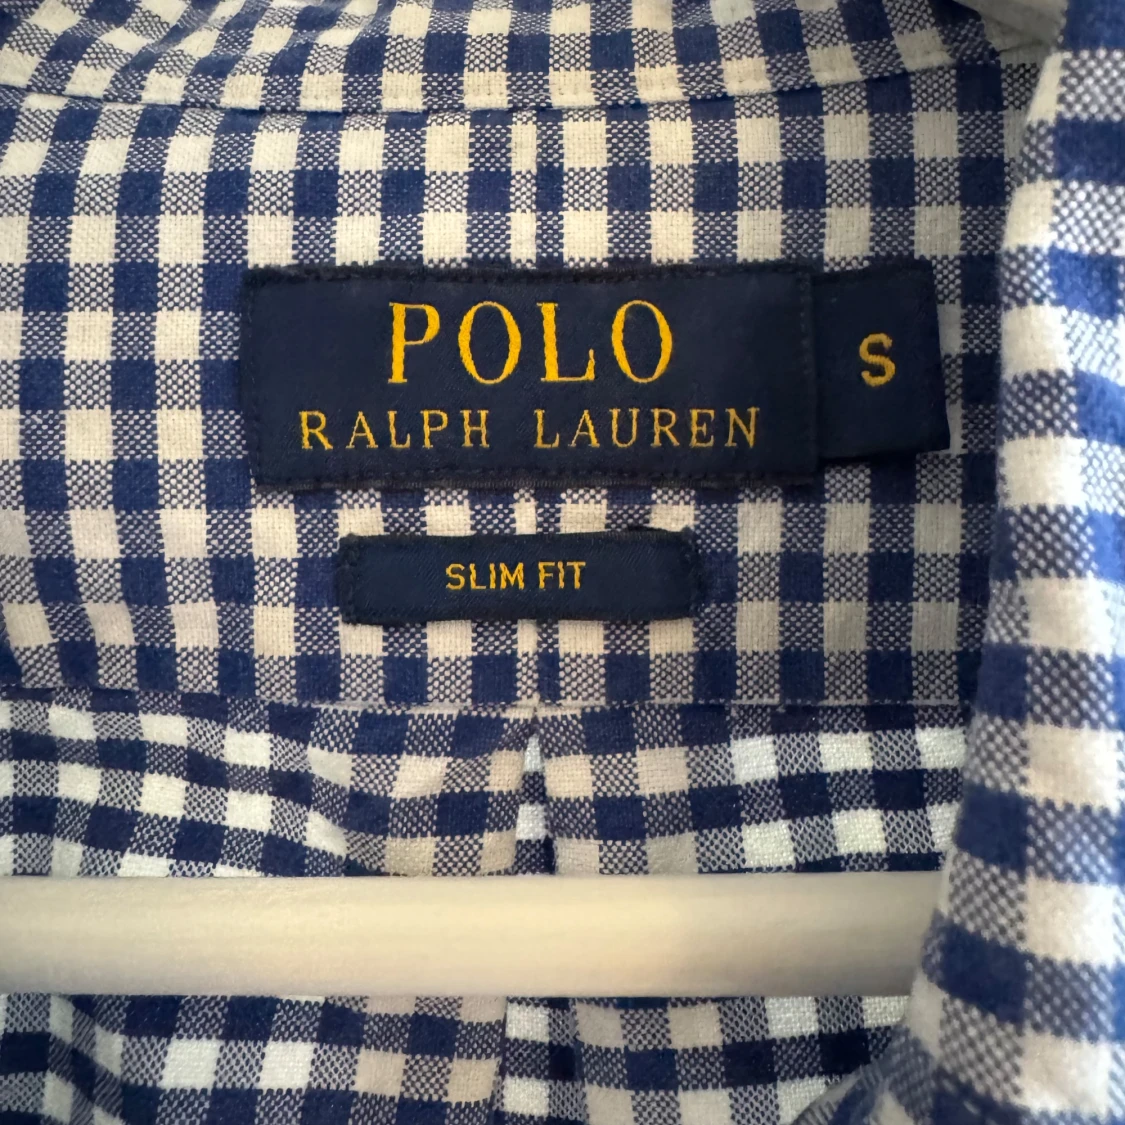 POLO
RALPH LAUREN
S
SLIM FIT